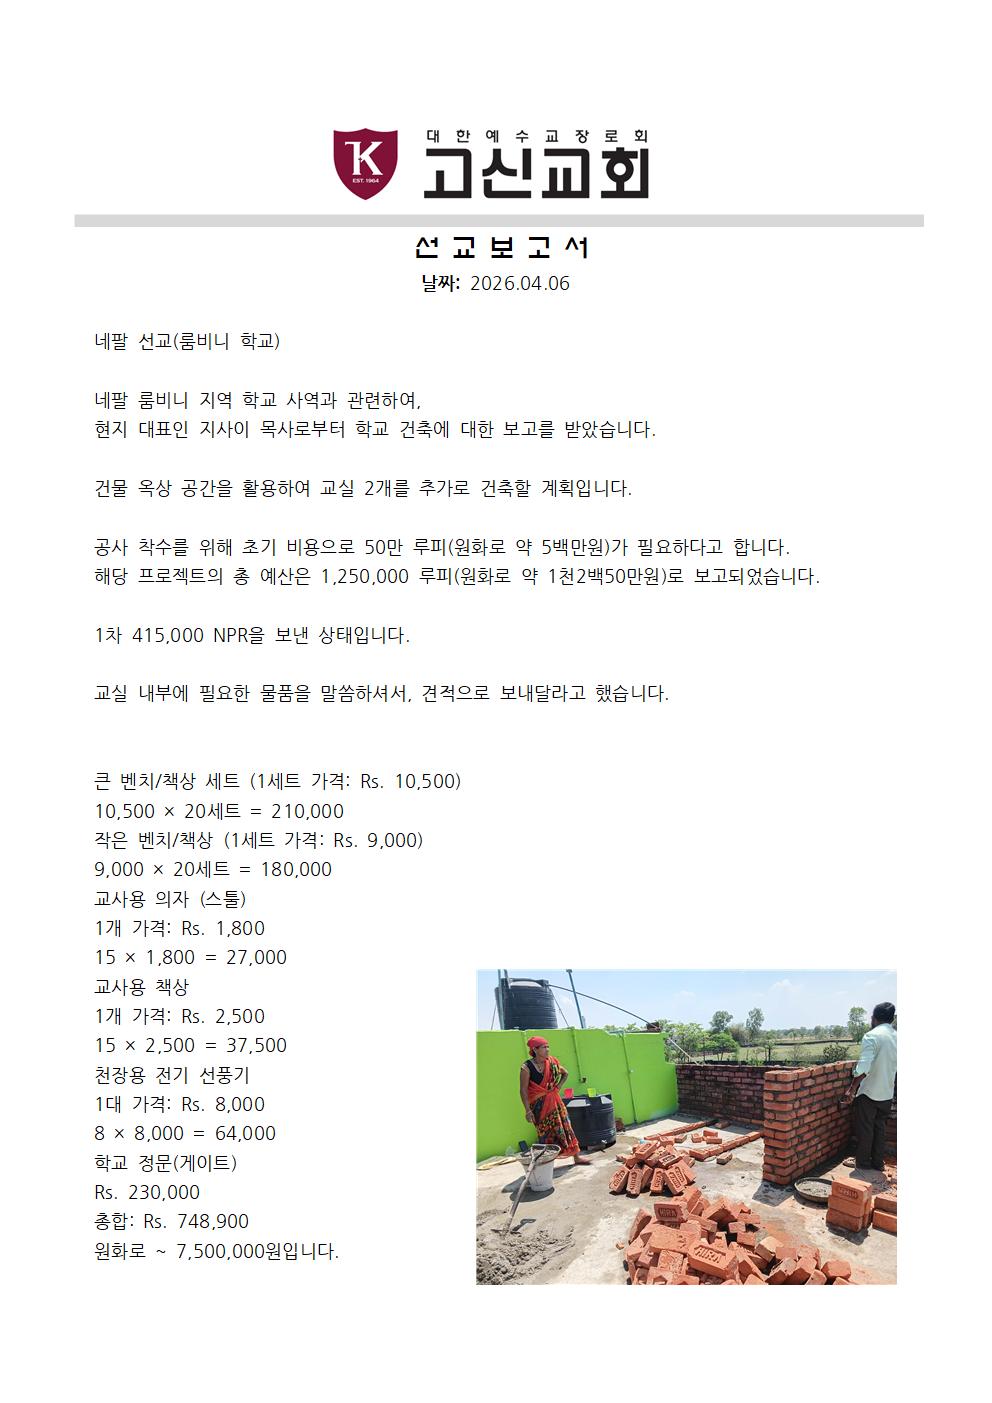 대한예수교장로회
고신교회
K
EST. 1964
선교보고서
날짜: 2026.04.06
네팔 선교(룸비니 학교)
네팔 룸비니 지역 학교 사역과 관련하여,
현지 대표인 지사이 목사로부터 학교 건축에 대한 보고를 받았습니다.
건물 옥상 공간을 활용하여 교실 2개를 추가로 건축할 계획입니다.
공사 착수를 위해 초기 비용으로 50만 루피(원화로 약 5백만원)가 필요하다고 합니다.
해당 프로젝트의 총 예산은 1,250,000 루피(원화로 약 1천2백50만원)로 보고되었습니다.
1차 415,000 NPR을 보낸 상태입니다.
교실 내부에 필요한 물품을 말씀하셔서, 견적으로 보내달라고 했습니다.
큰 벤치/책상 세트 (1세트 가격: Rs. 10,500)
10,500 × 20세트 = 210,000
작은 벤치/책상 (1세트 가격: Rs. 9,000)
9,000 × 20세트 = 180,000
교사용 의자 (스툴)
1개 가격: Rs. 1,800
15 × 1,800 = 27,000
교사용 책상
1개 가격: Rs. 2,500
15 × 2,500 = 37,500
천장용 전기 선풍기
1대 가격: Rs. 8,000
8 × 8,000 = 64,000
학교 정문(게이트)
Rs. 230,000
총합: Rs. 748,900
원화로 ~ 7,500,000원입니다.
HIRA
HIRA